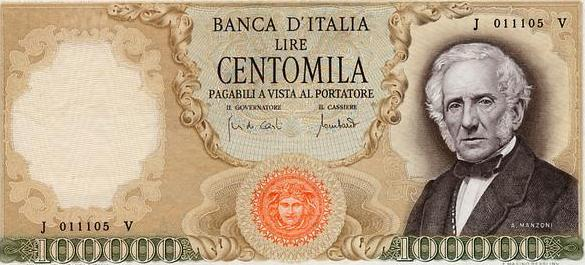 BANCA D'ITALIA
J 011105 V
LIRE
CENTOMILA
PAGABILI A VISTA AL PORTATORE
IL GOVERNATORE IL CASSIERE
A. MANZONI
J 011105 V
100000 100000